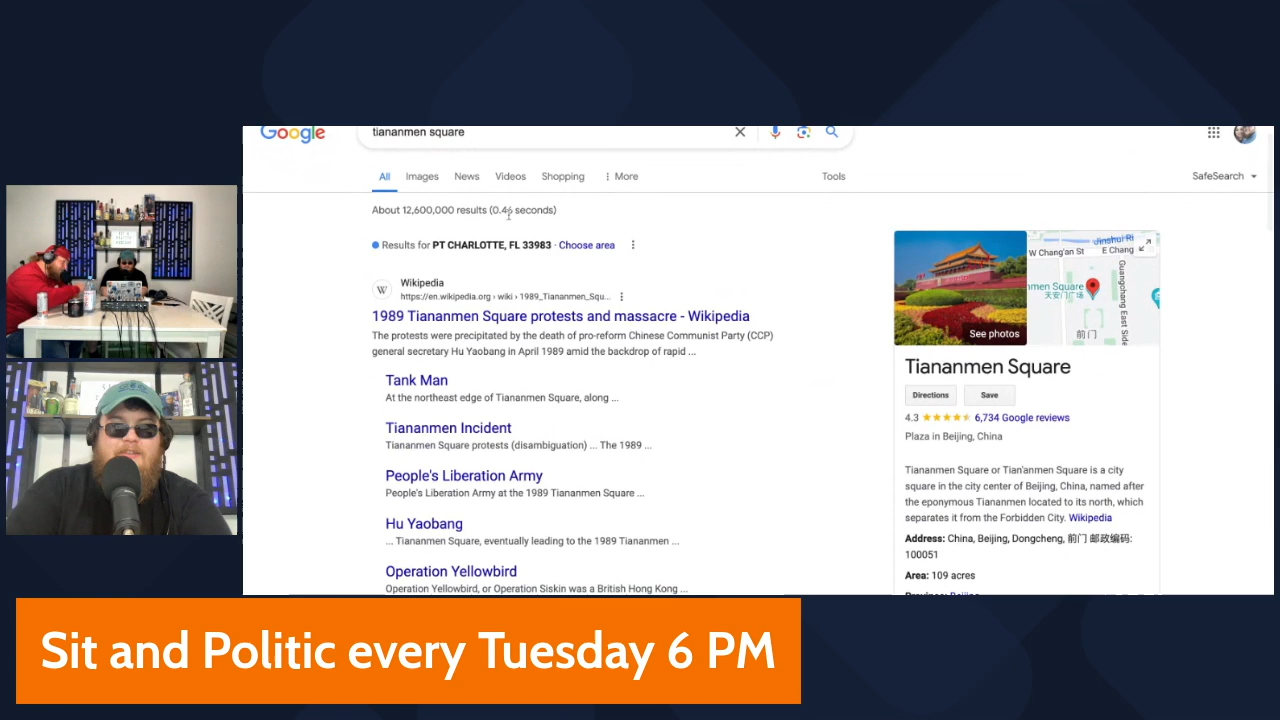 Google
tiananmen square
All Images News Videos Shopping More Tools SafeSearch
About 12,600,000 results (0.46 seconds)
Results for PT CHARLOTTE, FL 33983 · Choose area
Wikipedia
https://en.wikipedia.org › wiki › 1989_Tiananmen_Squ...
1989 Tiananmen Square protests and massacre - Wikipedia
The protests were precipitated by the death of pro-reform Chinese Communist Party (CCP)
general secretary Hu Yaobang in April 1989 amid the backdrop of rapid ...
Tank Man
At the northeast edge of Tiananmen Square, along ...
Tiananmen Incident
Tiananmen Square protests (disambiguation) ... The 1989 ...
People's Liberation Army
People's Liberation Army at the 1989 Tiananmen Square ...
Hu Yaobang
... Tiananmen Square, eventually leading to the 1989 Tiananmen ...
Operation Yellowbird
Operation Yellowbird, or Operation Siskin was a British Hong Kong ...
See photos
Jinshui Ri
W Chang'an St E Chang
Guangchang East Side
nmen Square
天安门广场
前门
Tiananmen Square
Directions Save
4.3 6,734 Google reviews
Plaza in Beijing, China
Tiananmen Square or Tian'anmen Square is a city
square in the city center of Beijing, China, named after
the eponymous Tiananmen located to its north, which
separates it from the Forbidden City. Wikipedia
Address: China, Beijing, Dongcheng, 前门 邮政编码:
100051
Area: 109 acres
Province: Beijing
Sit and Politic every Tuesday 6 PM